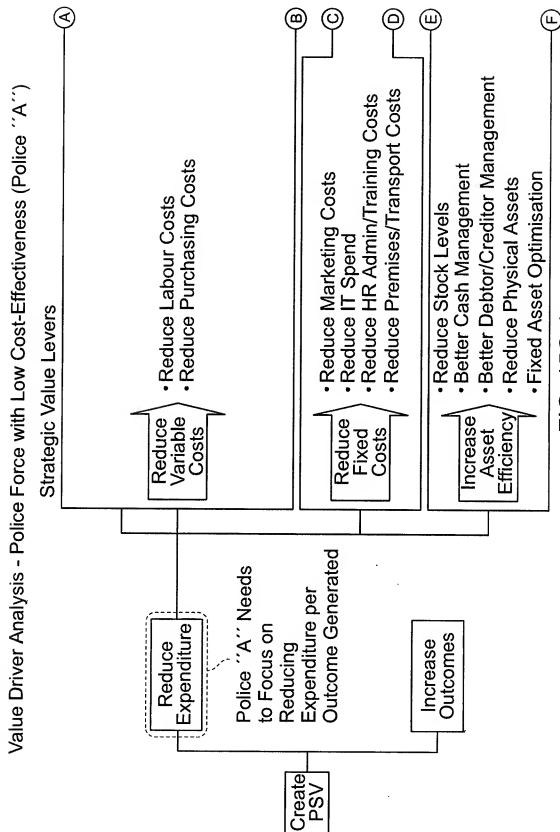 Value Driver Analysis - Police Force with Low Cost-Effectiveness (Police ´´A´´)
Strategic Value Levers
Create
PSV
Reduce
Expenditure
Police ´´A´´ Needs
to Focus on
Reducing
Expenditure per
Outcome Generated
Increase
Outcomes
Reduce
Variable
Costs
• Reduce Labour Costs
• Reduce Purchasing Costs
Reduce
Fixed
Costs
• Reduce Marketing Costs
• Reduce IT Spend
• Reduce HR Admin/Training Costs
• Reduce Premises/Transport Costs
Increase
Asset
Efficiency
• Reduce Stock Levels
• Better Cash Management
• Better Debtor/Creditor Management
• Reduce Physical Assets
• Fixed Asset Optimisation
A
B
C
D
E
F